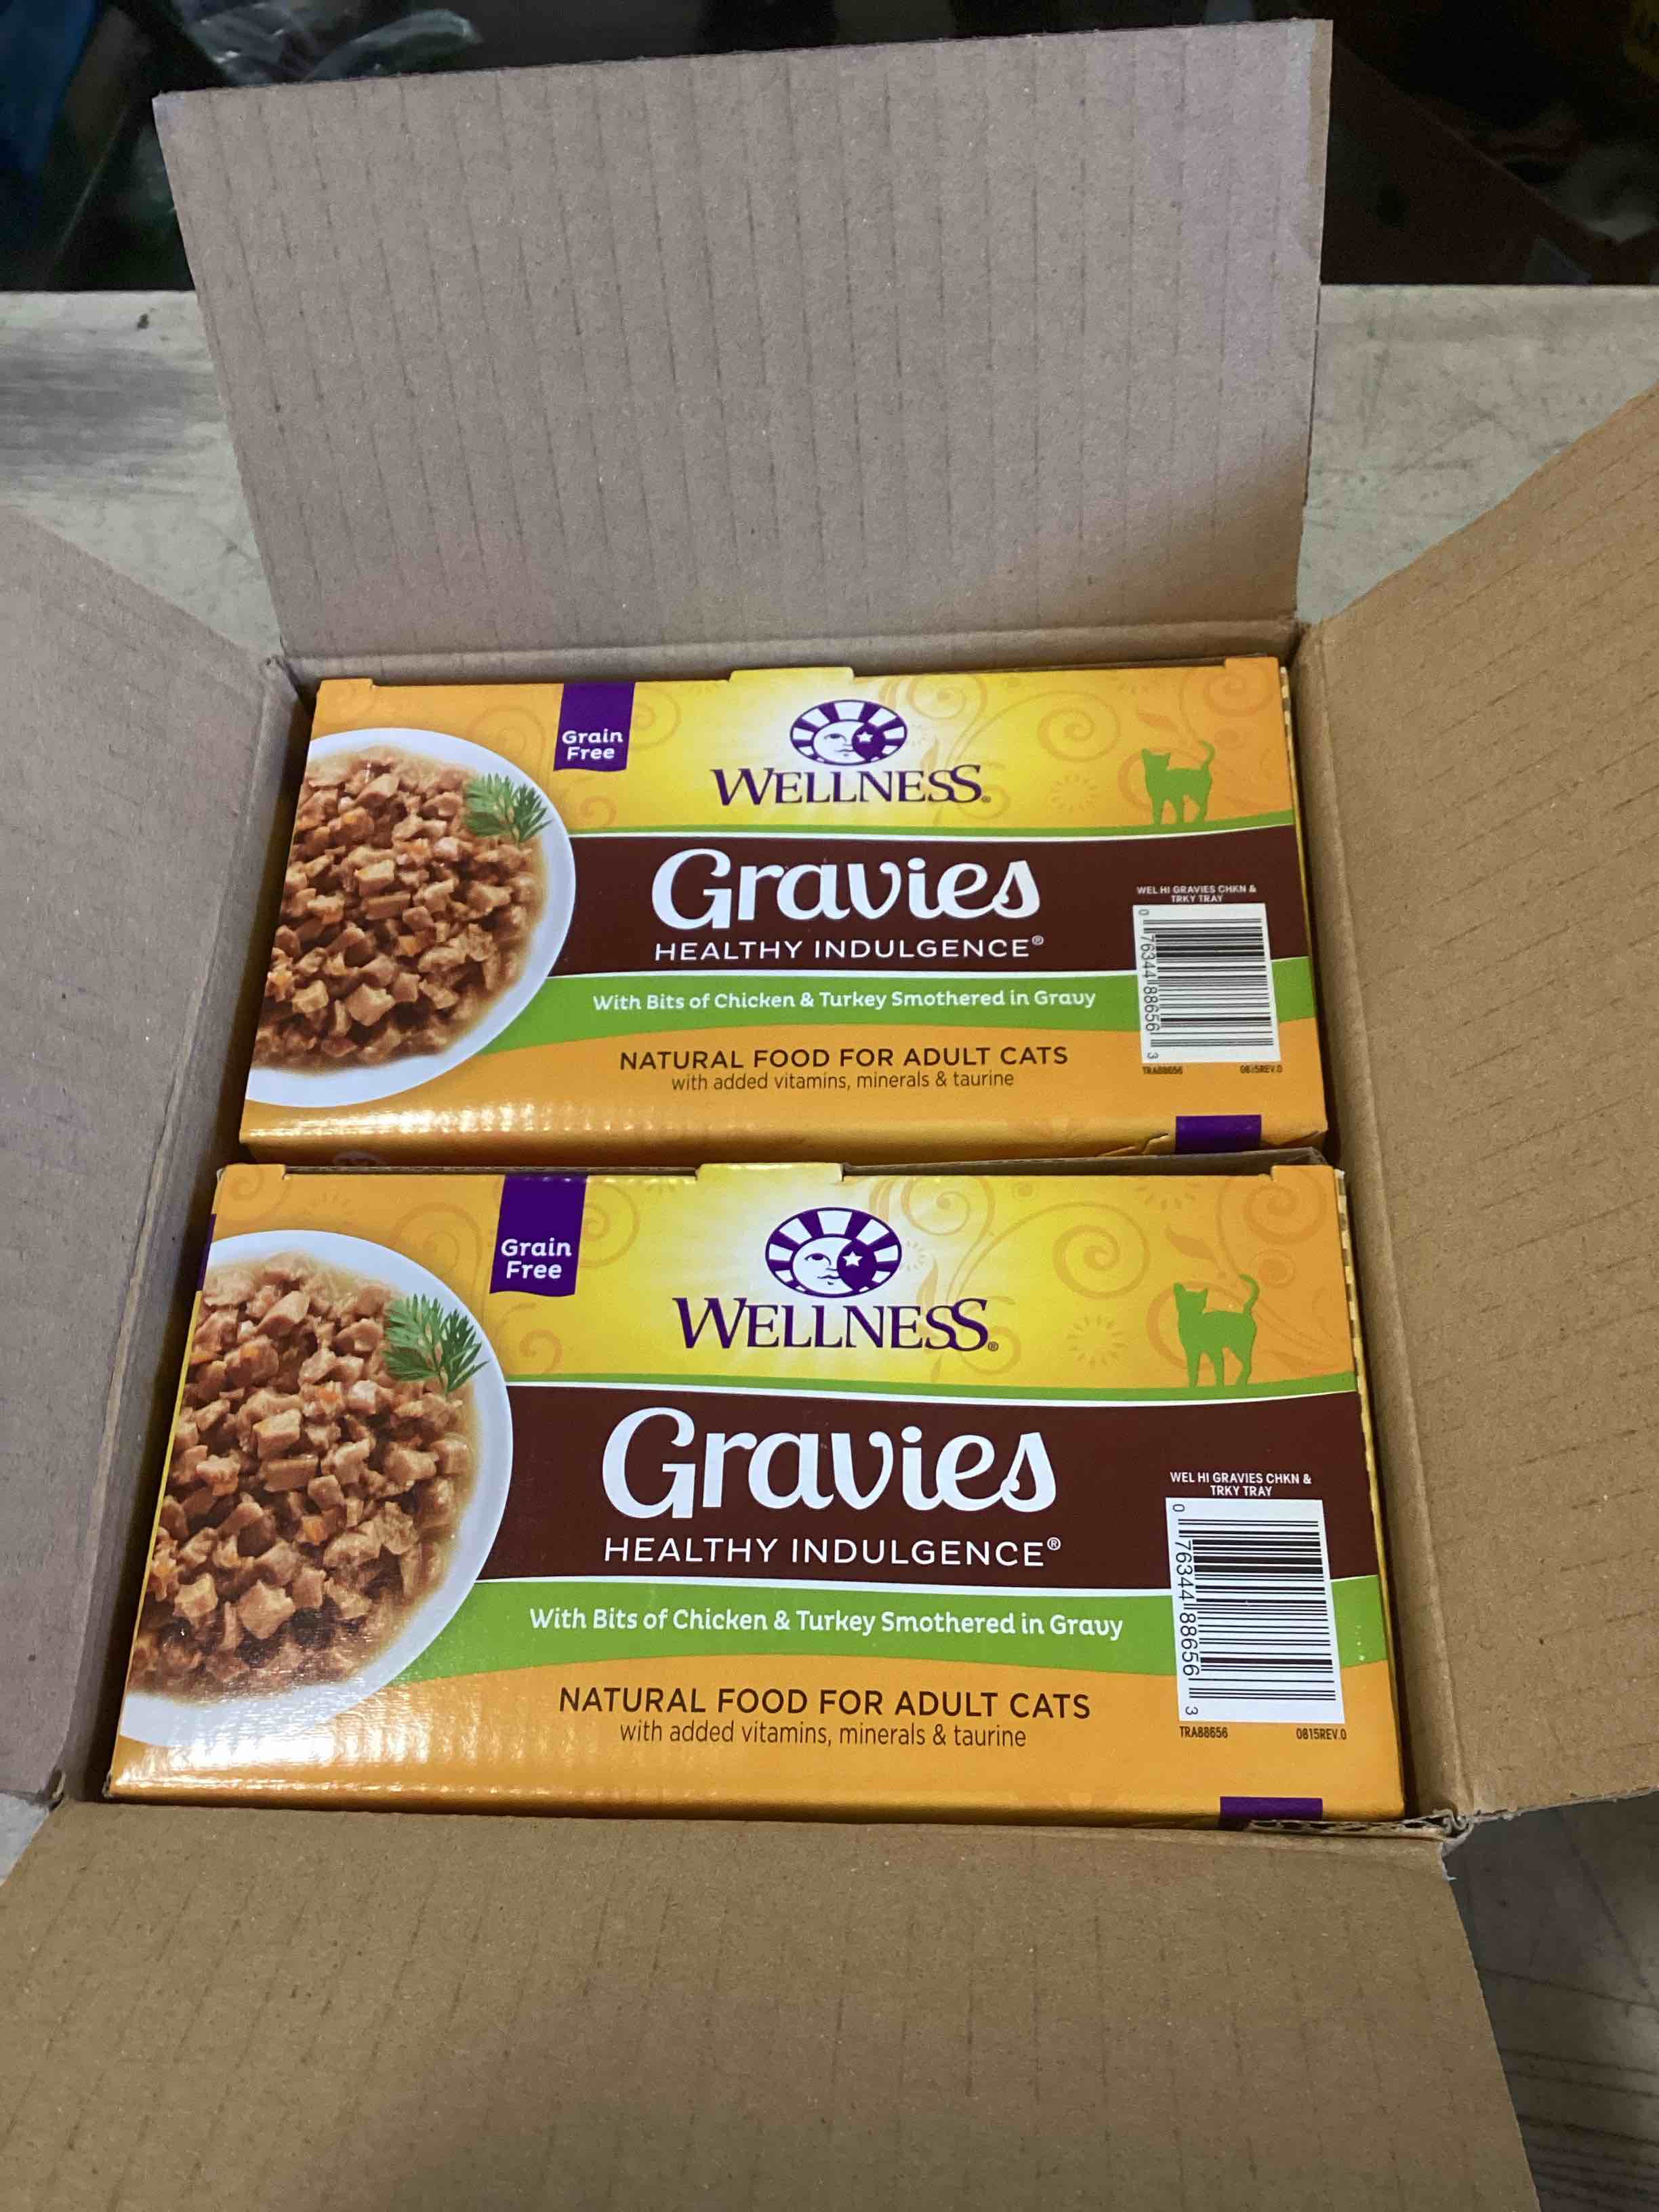 Grain
Free
WELLNESS®
Gravies
HEALTHY INDULGENCE®
With Bits of Chicken & Turkey Smothered in Gravy
NATURAL FOOD FOR ADULT CATS
with added vitamins, minerals & taurine
WEL HI GRAVIES CHKN &
TRKY TRAY
0 76344 88656 3
TRA88656 0815REV.0
Grain
Free
WELLNESS®
Gravies
HEALTHY INDULGENCE®
With Bits of Chicken & Turkey Smothered in Gravy
NATURAL FOOD FOR ADULT CATS
with added vitamins, minerals & taurine
WEL HI GRAVIES CHKN &
TRKY TRAY
0 76344 88656 3
TRA88656 0815REV.0